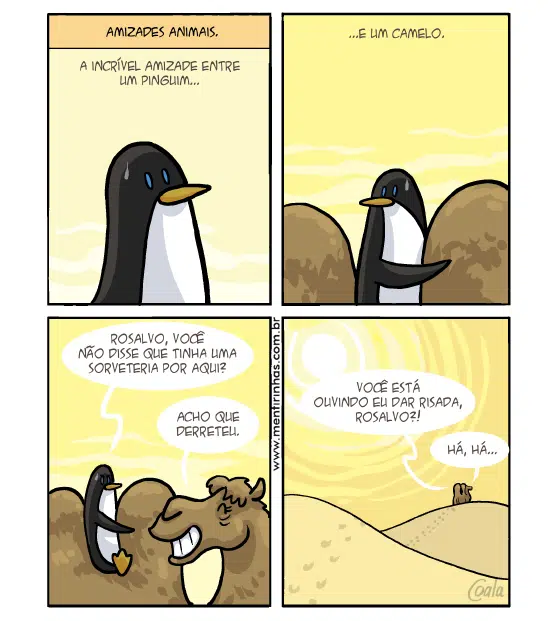 AMIZADES ANIMAIS.
A INCRÍVEL AMIZADE ENTRE
UM PINGUIM...
...E UM CAMELO.
ROSALVO, VOCÊ
NÃO DISSE QUE TINHA UMA
SORVETERIA POR AQUI?
ACHO QUE
DERRETEU.
www.mentirinhas.com.br
VOCÊ ESTÁ
OUVINDO EU DAR RISADA,
ROSALVO?!
HÁ, HÁ...
Coala